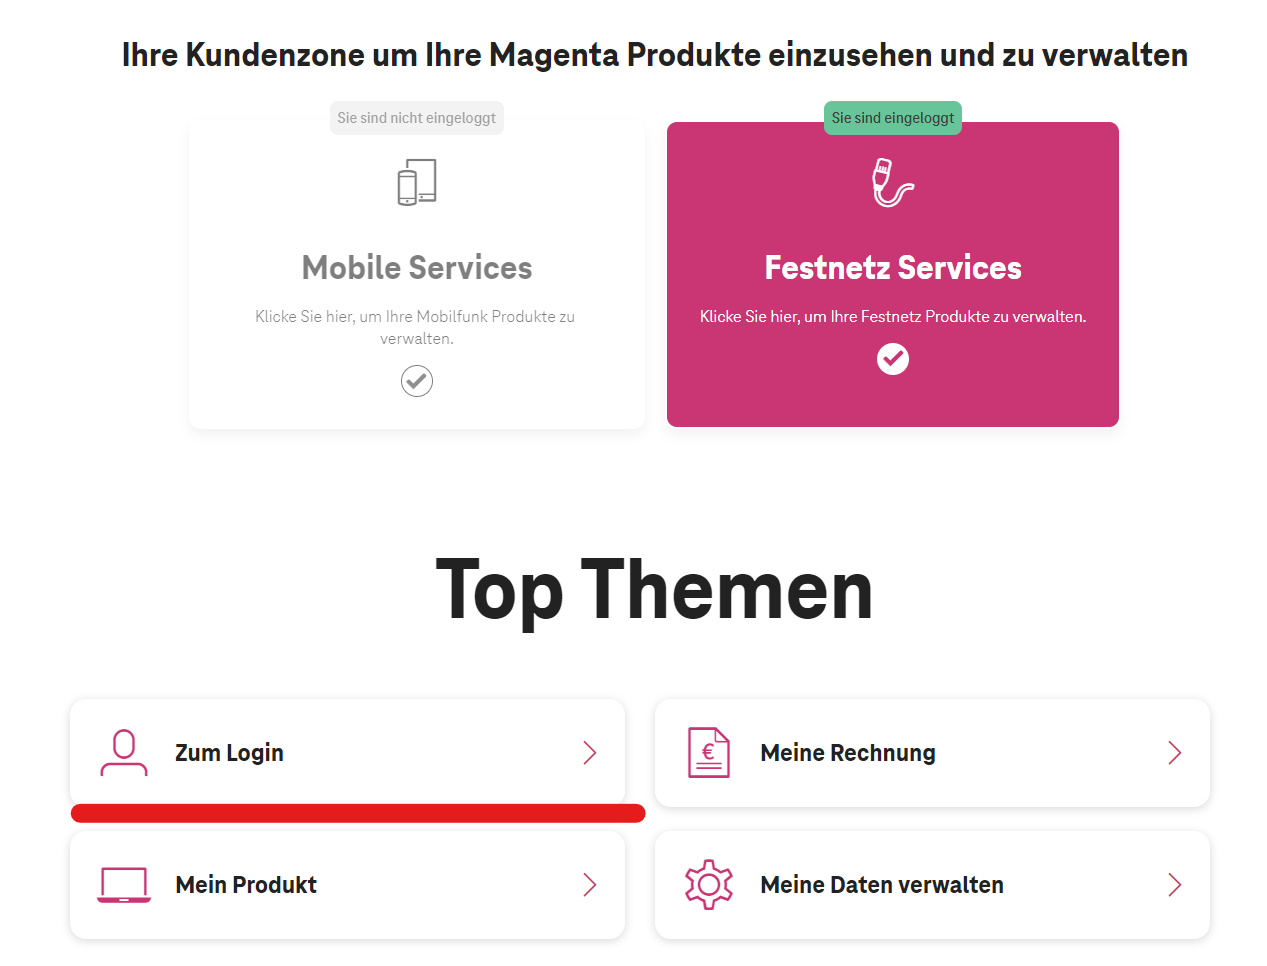 Ihre Kundenzone um Ihre Magenta Produkte einzusehen und zu verwalten
Sie sind nicht eingeloggt
Mobile Services
Klicke Sie hier, um Ihre Mobilfunk Produkte zu
verwalten.
Sie sind eingeloggt
Festnetz Services
Klicke Sie hier, um Ihre Festnetz Produkte zu verwalten.
Top Themen
Zum Login
Meine Rechnung
Mein Produkt
Meine Daten verwalten